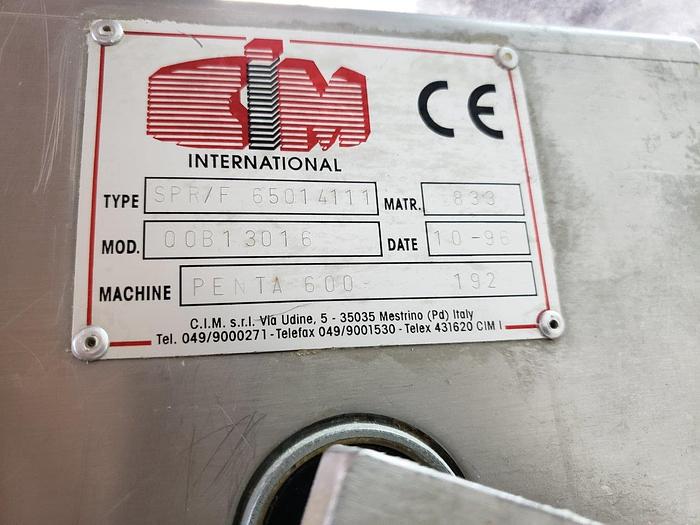 CiM CE
INTERNATIONAL
TYPE SPR/F 65014111 MATR. 833
MOD. 00B13016 DATE 10-96
MACHINE PENTA 600- 192
C.I.M. s.r.l. Via Udine, 5 - 35035 Mestrino (Pd) Italy
Tel. 049/9000271 - Telefax 049/9001530 - Telex 431620 CIM I